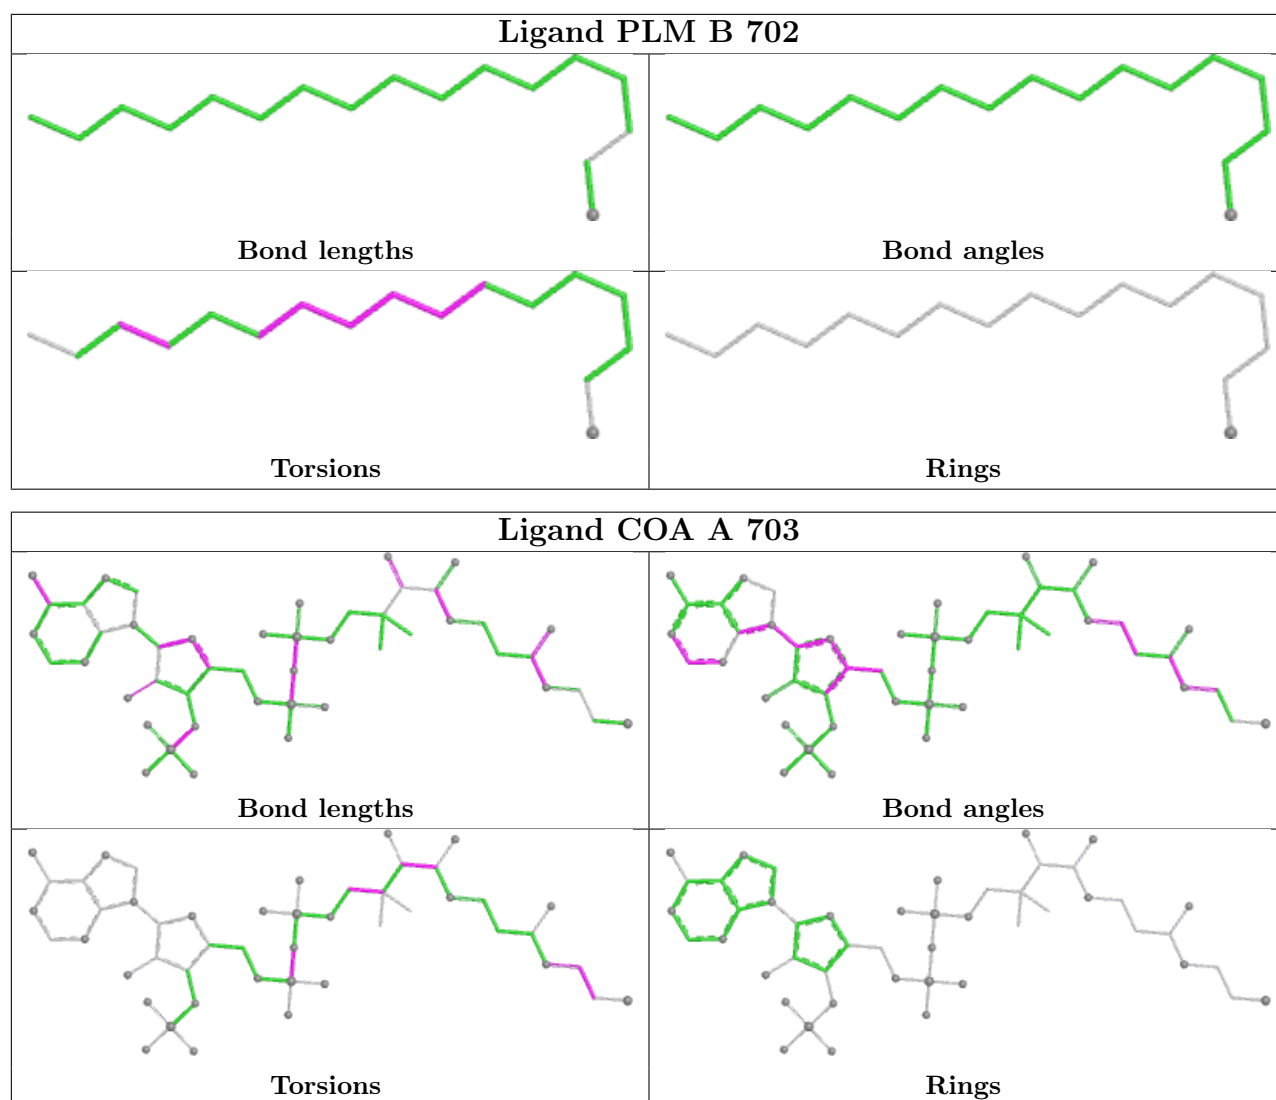 Ligand PLM B 702
Bond lengths
Bond angles
Torsions
Rings
Ligand COA A 703
Bond lengths
Bond angles
Torsions
Rings